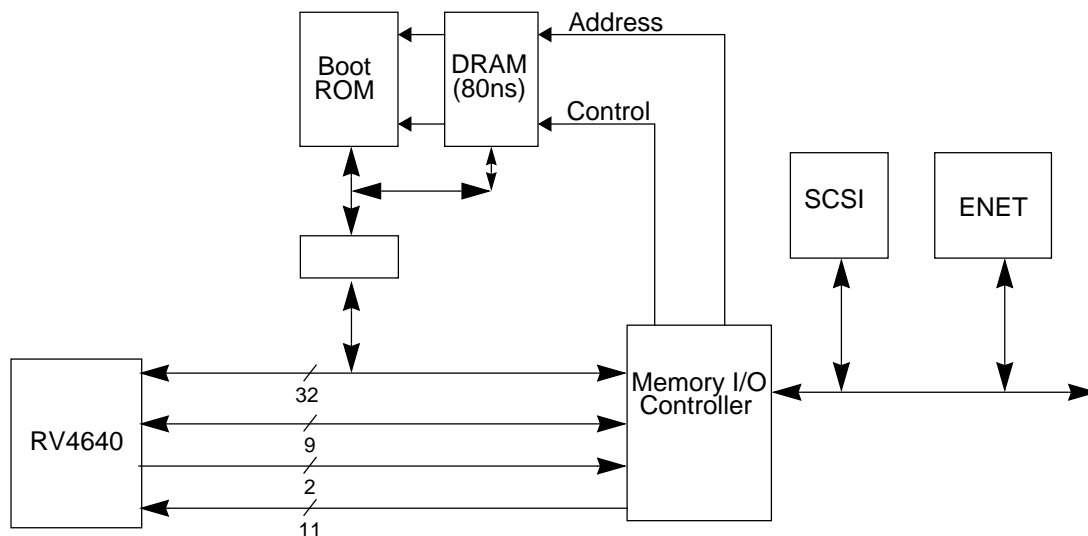 Address
Boot
ROM
DRAM
(80ns)
Control
SCSI
ENET
32
Memory I/O
Controller
RV4640
9
2
11